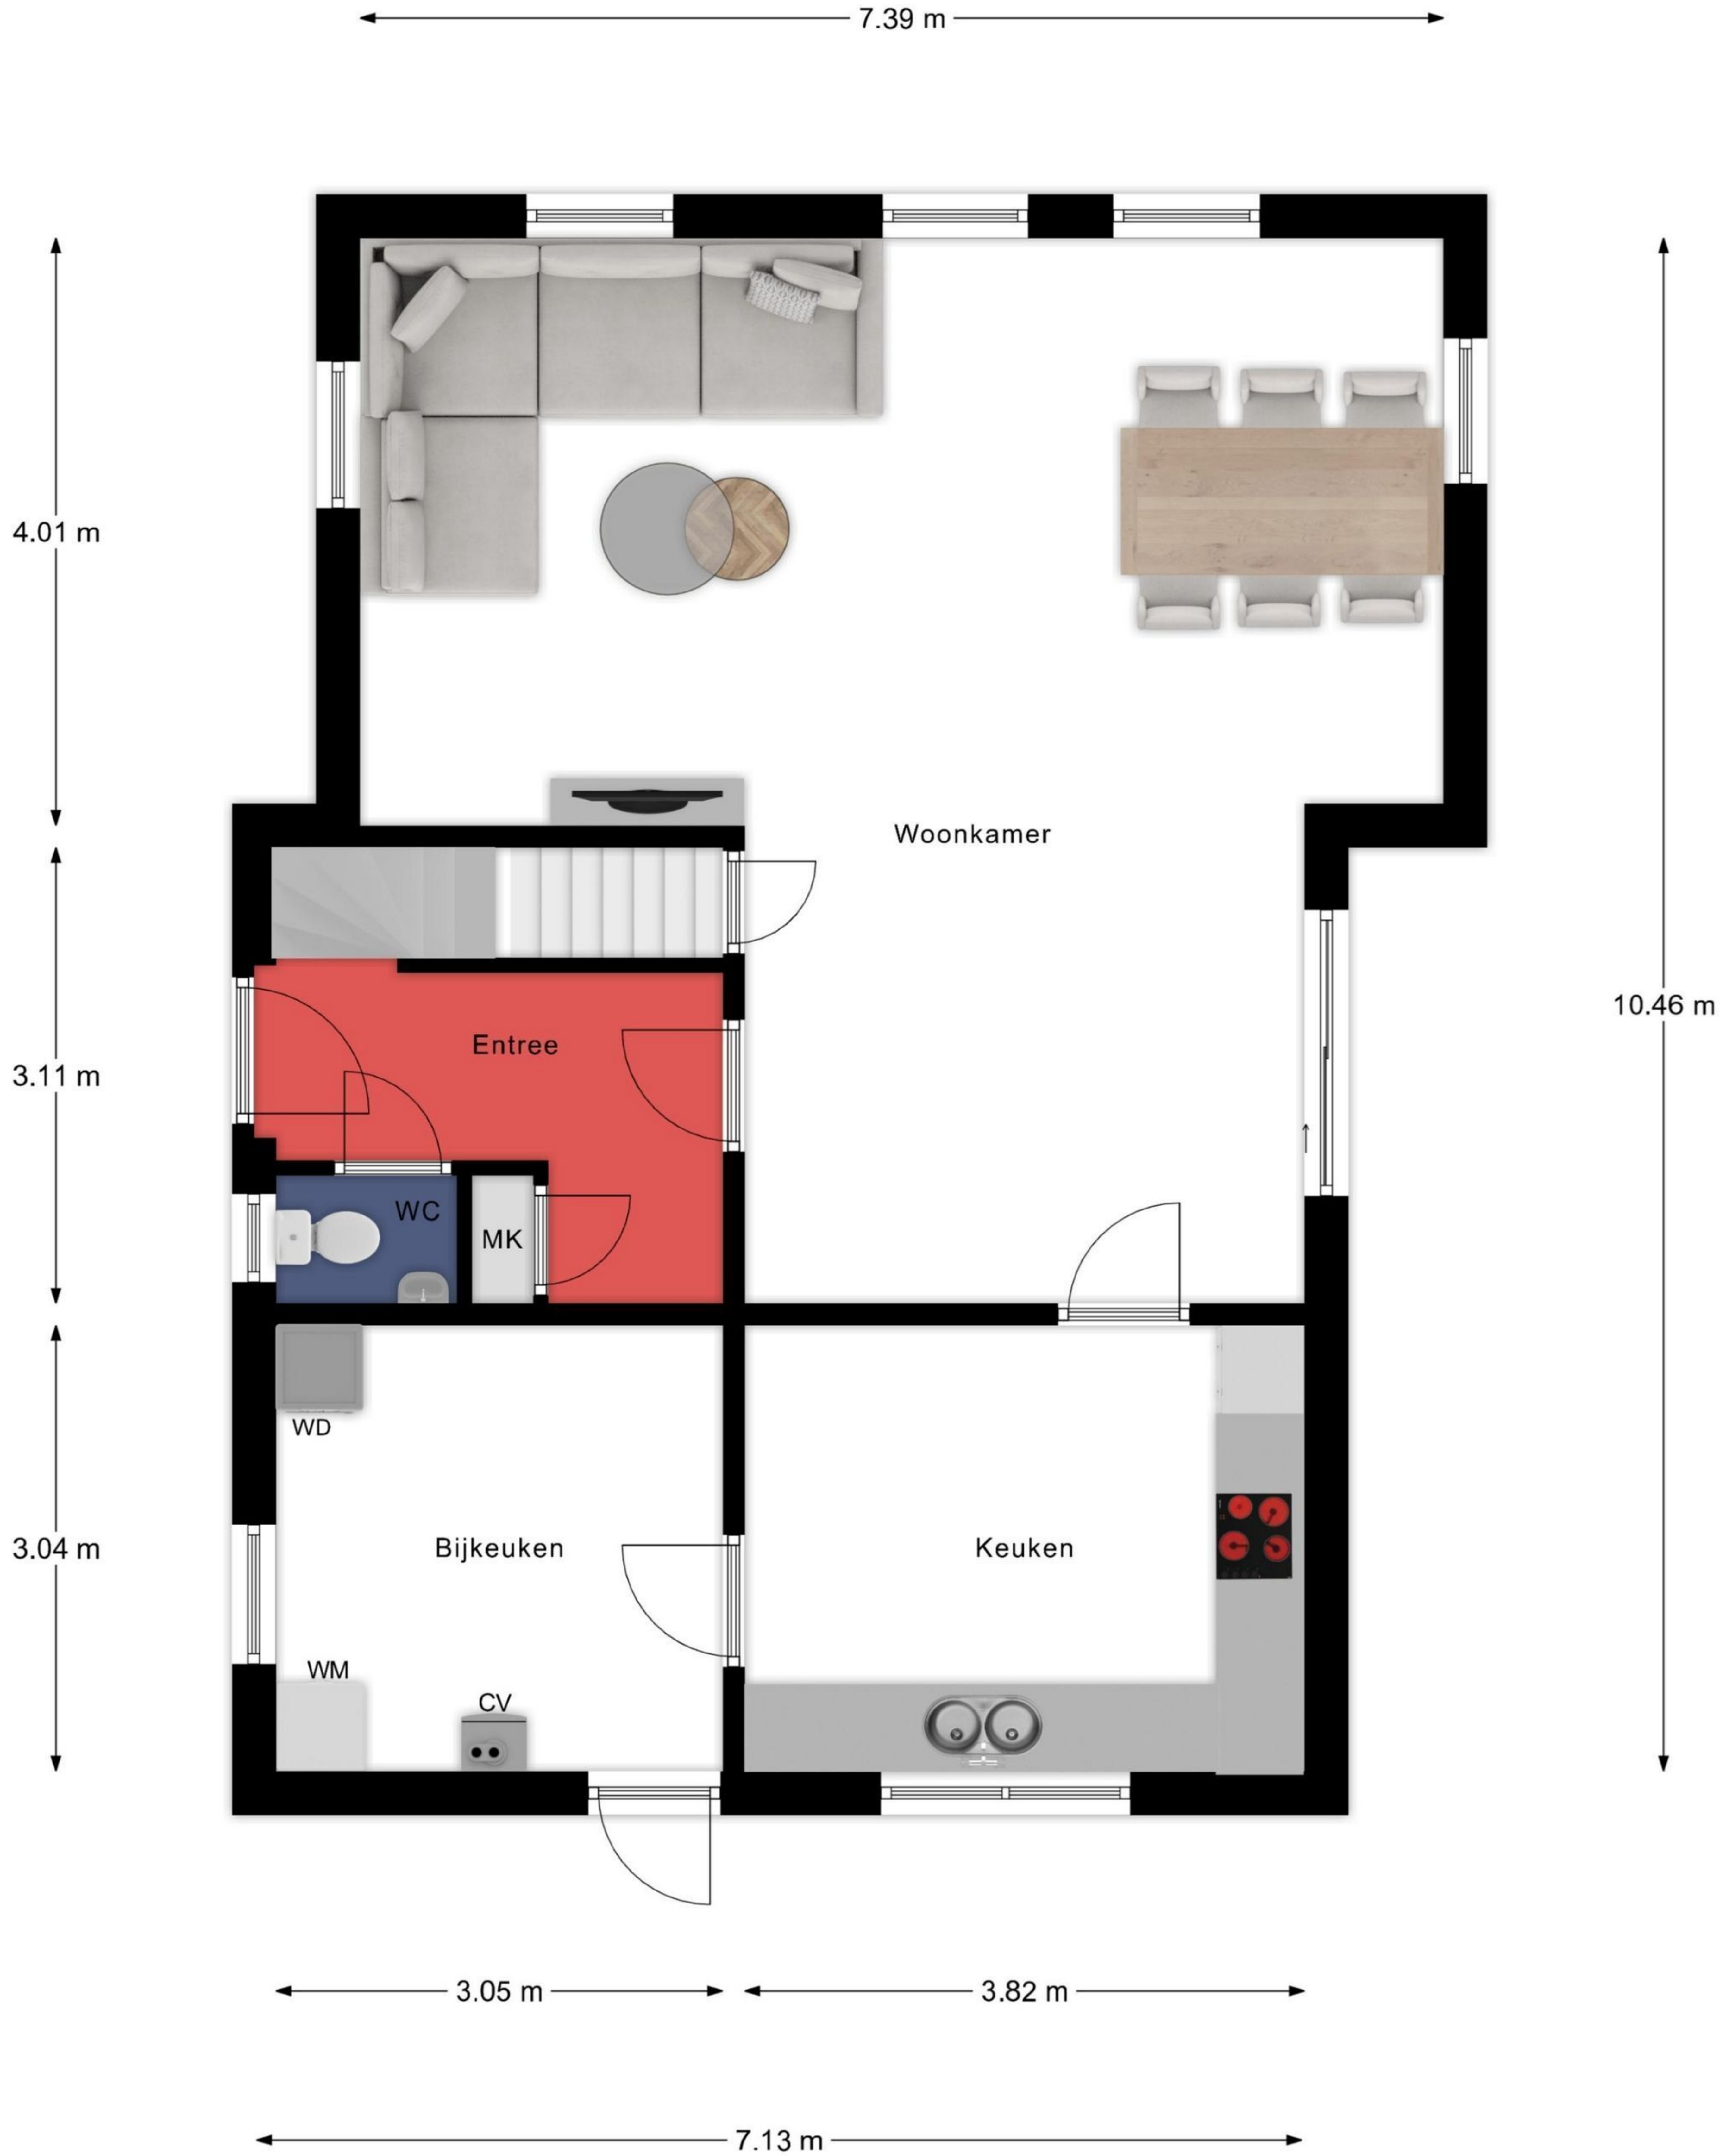 7.39 m
4.01 m
Woonkamer
10.46 m
Entree
3.11 m
WC
MK
WD
3.04 m
Bijkeuken
Keuken
WM
CV
3.05 m
3.82 m
7.13 m